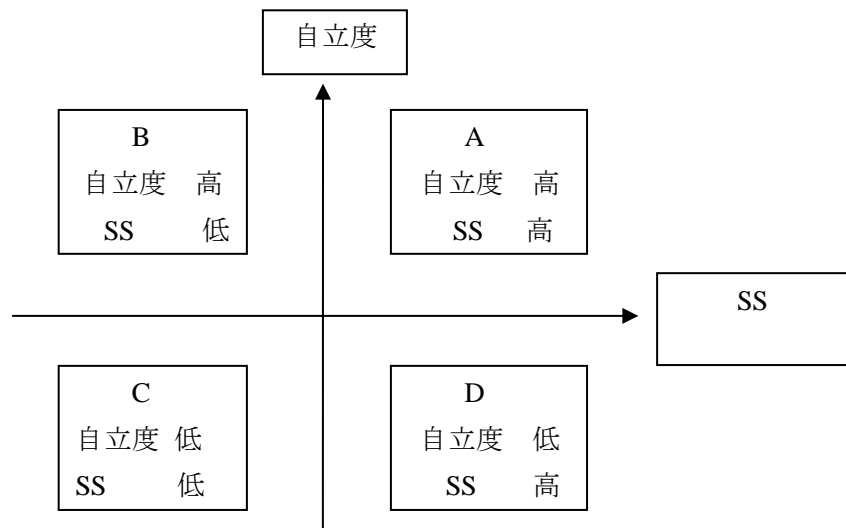 自立度
B
自立度 高
SS 低
A
自立度 高
SS 高
SS
C
自立度 低
SS 低
D
自立度 低
SS 高